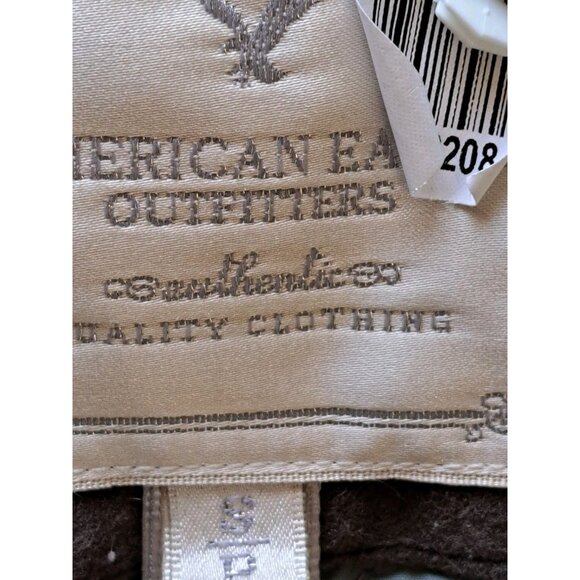 208
MERICAN EA
OUTFITTERS
authentic
UALITY CLOTHING